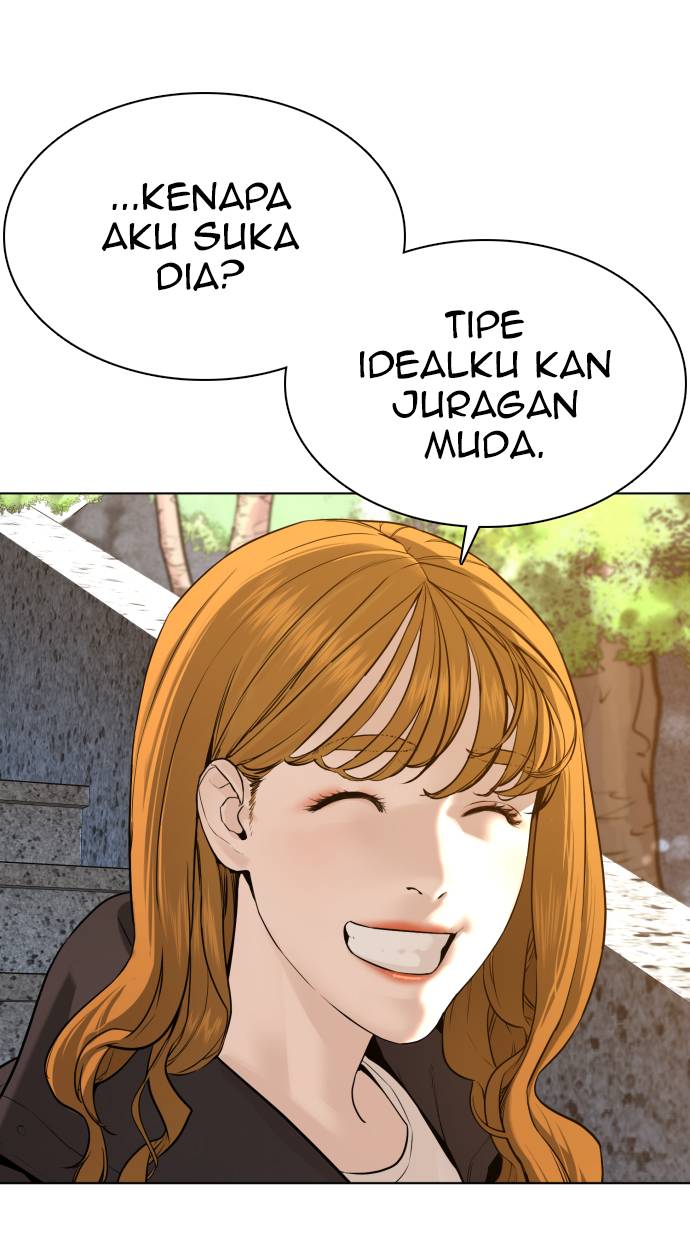 ...KENAPA
AKU SUKA
DIA?
TIPE
IDEALKU KAN
JURAGAN
MUDA.